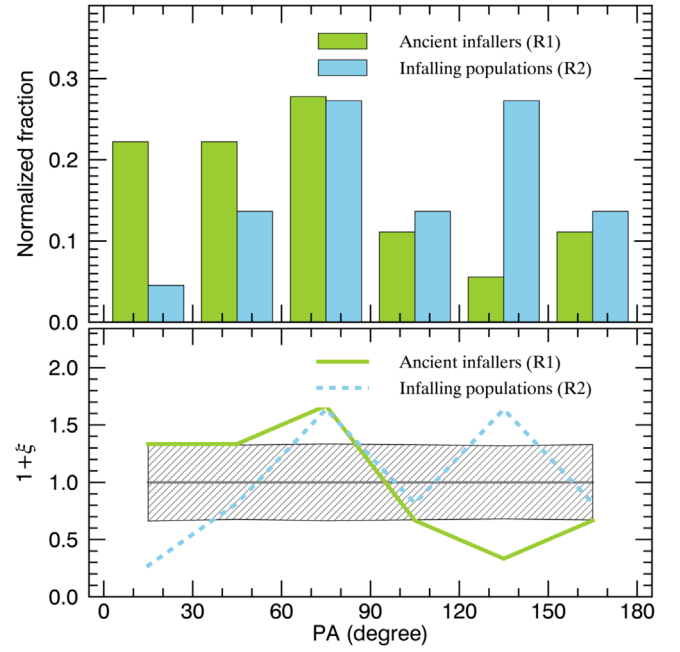 Ancient infallers (R1)
Infalling populations (R2)
Normalized fraction
0.3
0.2
0.1
0.0
Ancient infallers (R1)
Infalling populations (R2)
1+ξ
2.0
1.5
1.0
0.5
0.0
0 30 60 90 120 150 180
PA (degree)